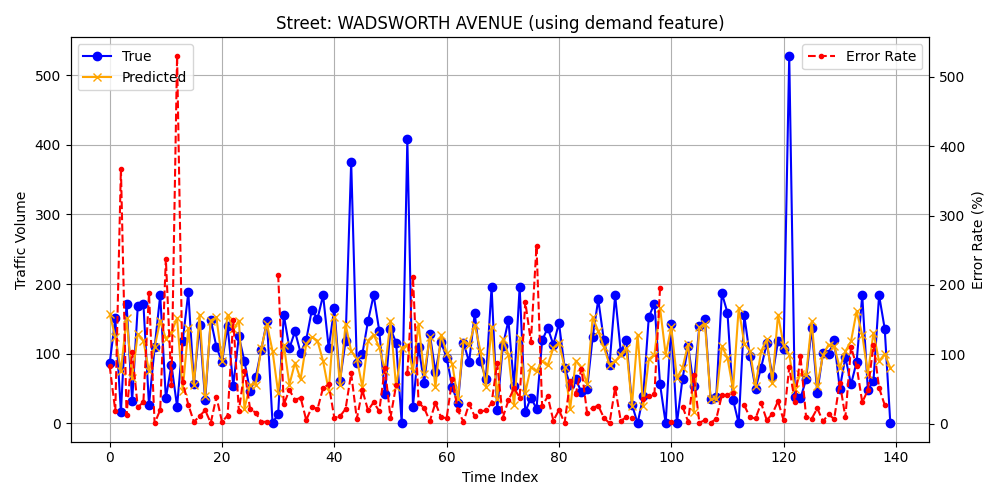 Street: WADSWORTH AVENUE (using demand feature)
True
Predicted
Error Rate
Traffic Volume
500
400
300
200
100
0
500
400
300
200
100
0
Error Rate (%)
0
20
40
60
80
100
120
140
Time Index